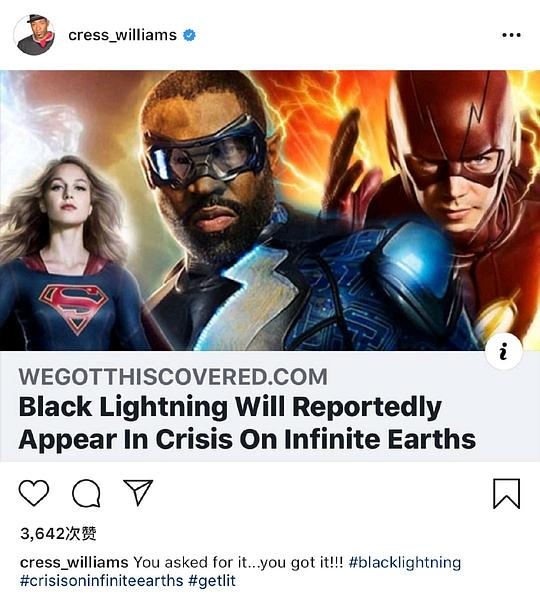 cress_williams
WEGOTTHISCOVERED.COM
Black Lightning Will Reportedly
Appear In Crisis On Infinite Earths
3,642次赞
cress_williams You asked for it...you got it!!! #blacklightning
#crisisoninfiniteearths #getlit